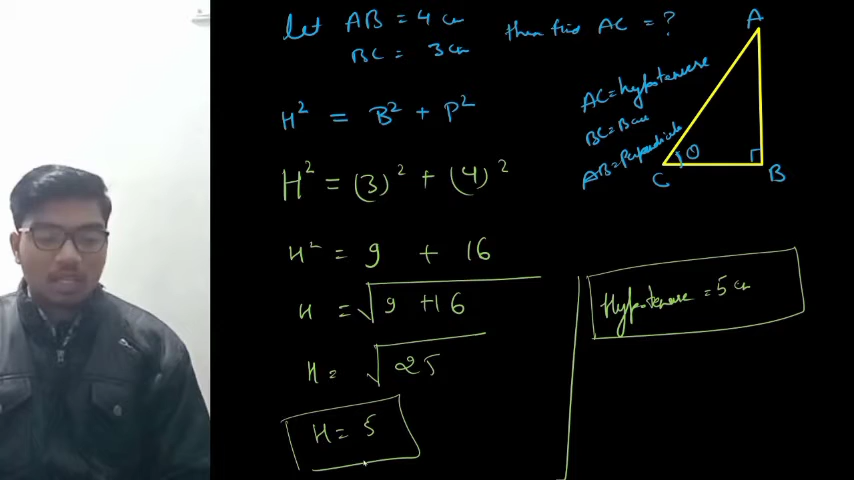 let AB = 4 cm
BC = 3 cm
then find AC = ?
H² = B² + P²
H² = (3)² + (4)²
H² = 9 + 16
H = √9 + 16
H = √25
H = 5
A
AC = hypotenuse
BC = Base
AB = Perpendicular
θ
C
B
Hypotenuse = 5 cm